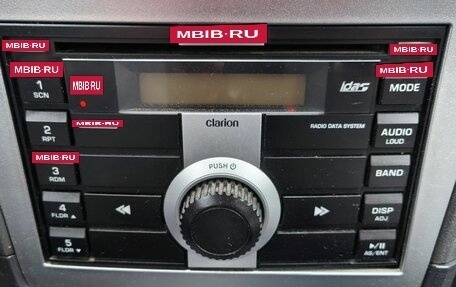 MBIB·RU
MBIB·RU
MBIB·RU
MBIB·RU
MBIB·RU
1
SCN
MBIB RU
idas
MODE
MBIB·RU
2
RPT
Clarion
RADIO DATA SYSTEM
AUDIO
LOUD
MBIB·RU
3
RDM
PUSH
BAND
4
FLDR ▲
DISP
ADJ
5
FLDR ▼
AS/ENT